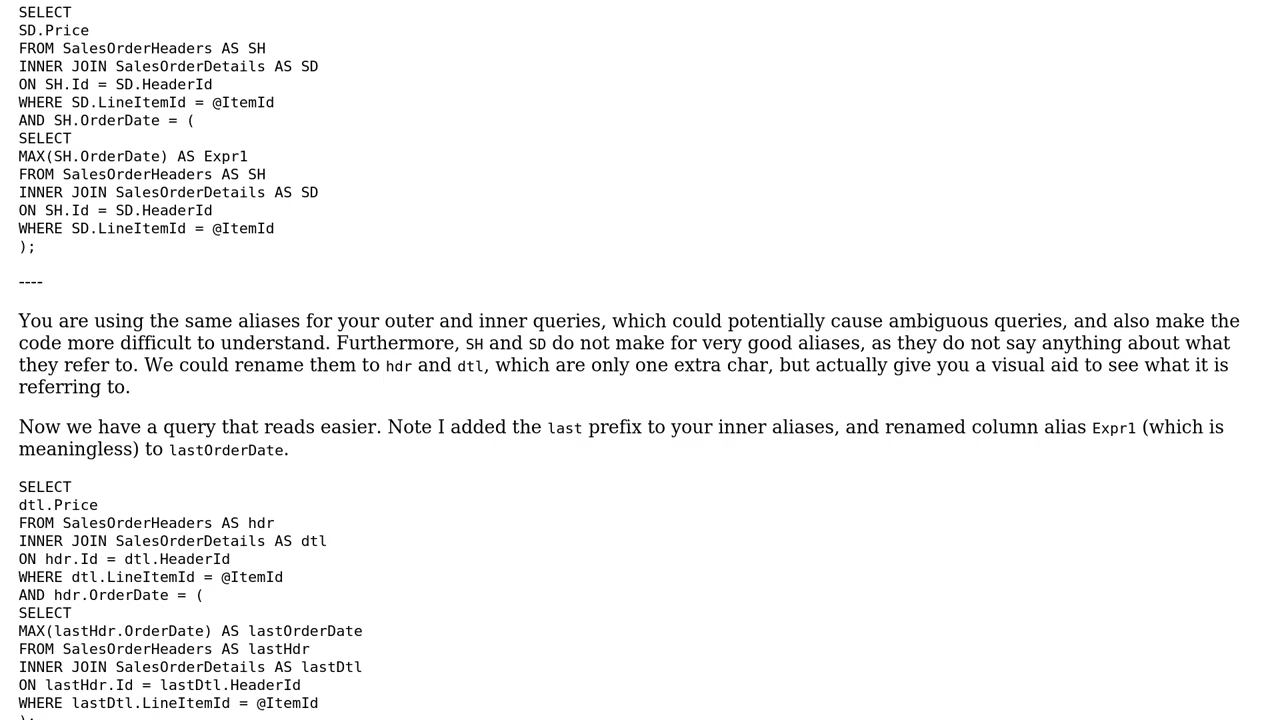 SELECT
SD.Price
FROM SalesOrderHeaders AS SH
INNER JOIN SalesOrderDetails AS SD
ON SH.Id = SD.HeaderId
WHERE SD.LineItemId = @ItemId
AND SH.OrderDate = (
SELECT
MAX(SH.OrderDate) AS Expr1
FROM SalesOrderHeaders AS SH
INNER JOIN SalesOrderDetails AS SD
ON SH.Id = SD.HeaderId
WHERE SD.LineItemId = @ItemId
);
----
You are using the same aliases for your outer and inner queries, which could potentially cause ambiguous queries, and also make the
code more difficult to understand. Furthermore, SH and SD do not make for very good aliases, as they do not say anything about what
they refer to. We could rename them to hdr and dtl, which are only one extra char, but actually give you a visual aid to see what it is
referring to.
Now we have a query that reads easier. Note I added the last prefix to your inner aliases, and renamed column alias Expr1 (which is
meaningless) to lastOrderDate.
SELECT
dtl.Price
FROM SalesOrderHeaders AS hdr
INNER JOIN SalesOrderDetails AS dtl
ON hdr.Id = dtl.HeaderId
WHERE dtl.LineItemId = @ItemId
AND hdr.OrderDate = (
SELECT
MAX(lastHdr.OrderDate) AS lastOrderDate
FROM SalesOrderHeaders AS lastHdr
INNER JOIN SalesOrderDetails AS lastDtl
ON lastHdr.Id = lastDtl.HeaderId
WHERE lastDtl.LineItemId = @ItemId
);